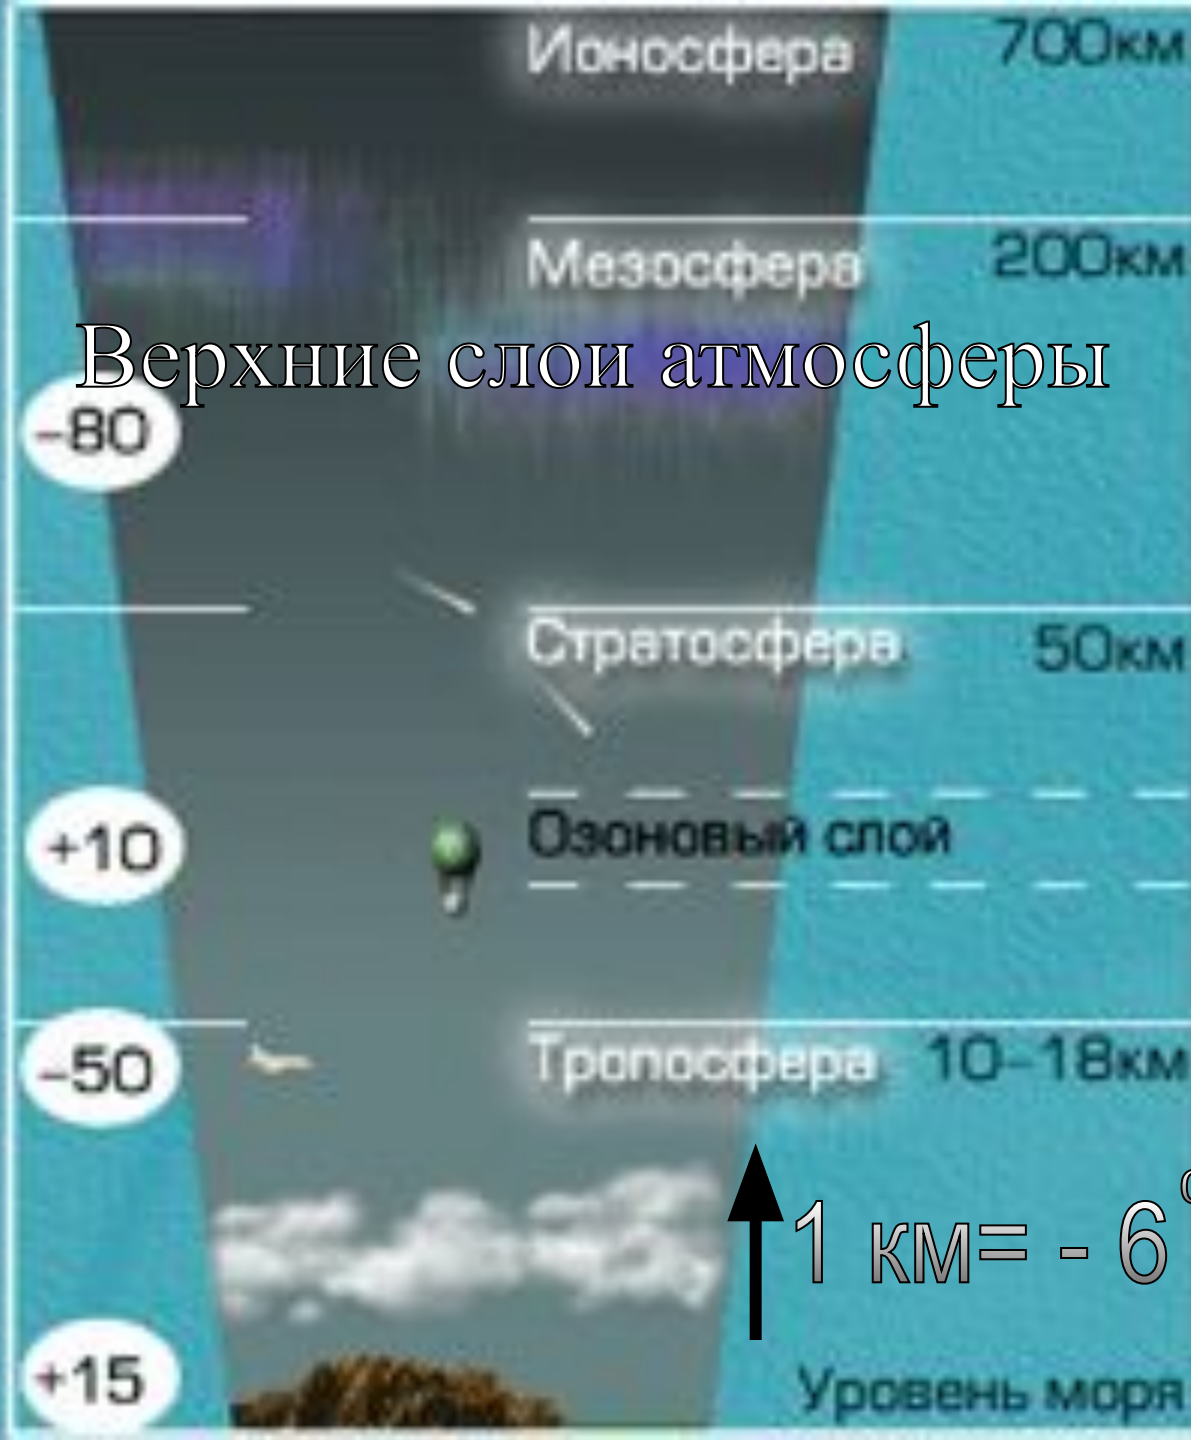 Ионосфера 700км
Мезосфера 200км
Верхние слои атмосферы
-80
Стратосфера 50км
+10 Озоновый слой
-50 Тропосфера 10-18км
1 км= - 6°
+15 Уровень моря